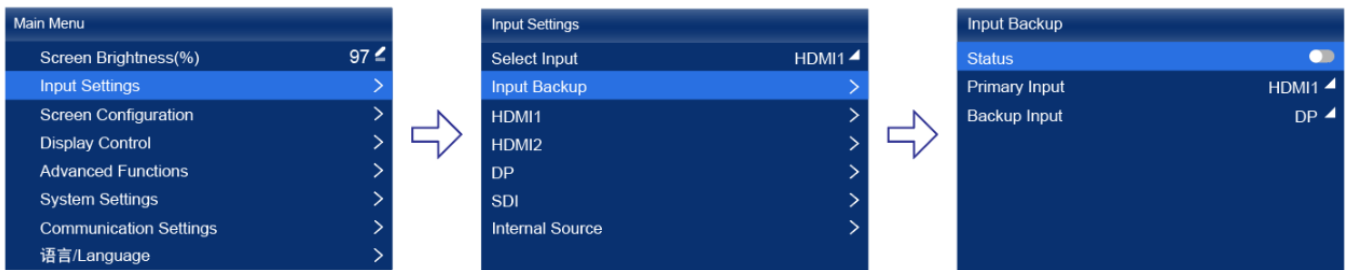 Main Menu
Screen Brightness(%) 97
Input Settings
Screen Configuration
Display Control
Advanced Functions
System Settings
Communication Settings
语言/Language
Input Settings
Select Input HDMI1
Input Backup
HDMI1
HDMI2
DP
SDI
Internal Source
Input Backup
Status
Primary Input HDMI1
Backup Input DP